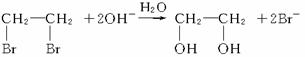 CH₂—CH₂ +2OH⁻ —H₂O→ CH₂—CH₂ +2Br⁻
Br Br OH OH